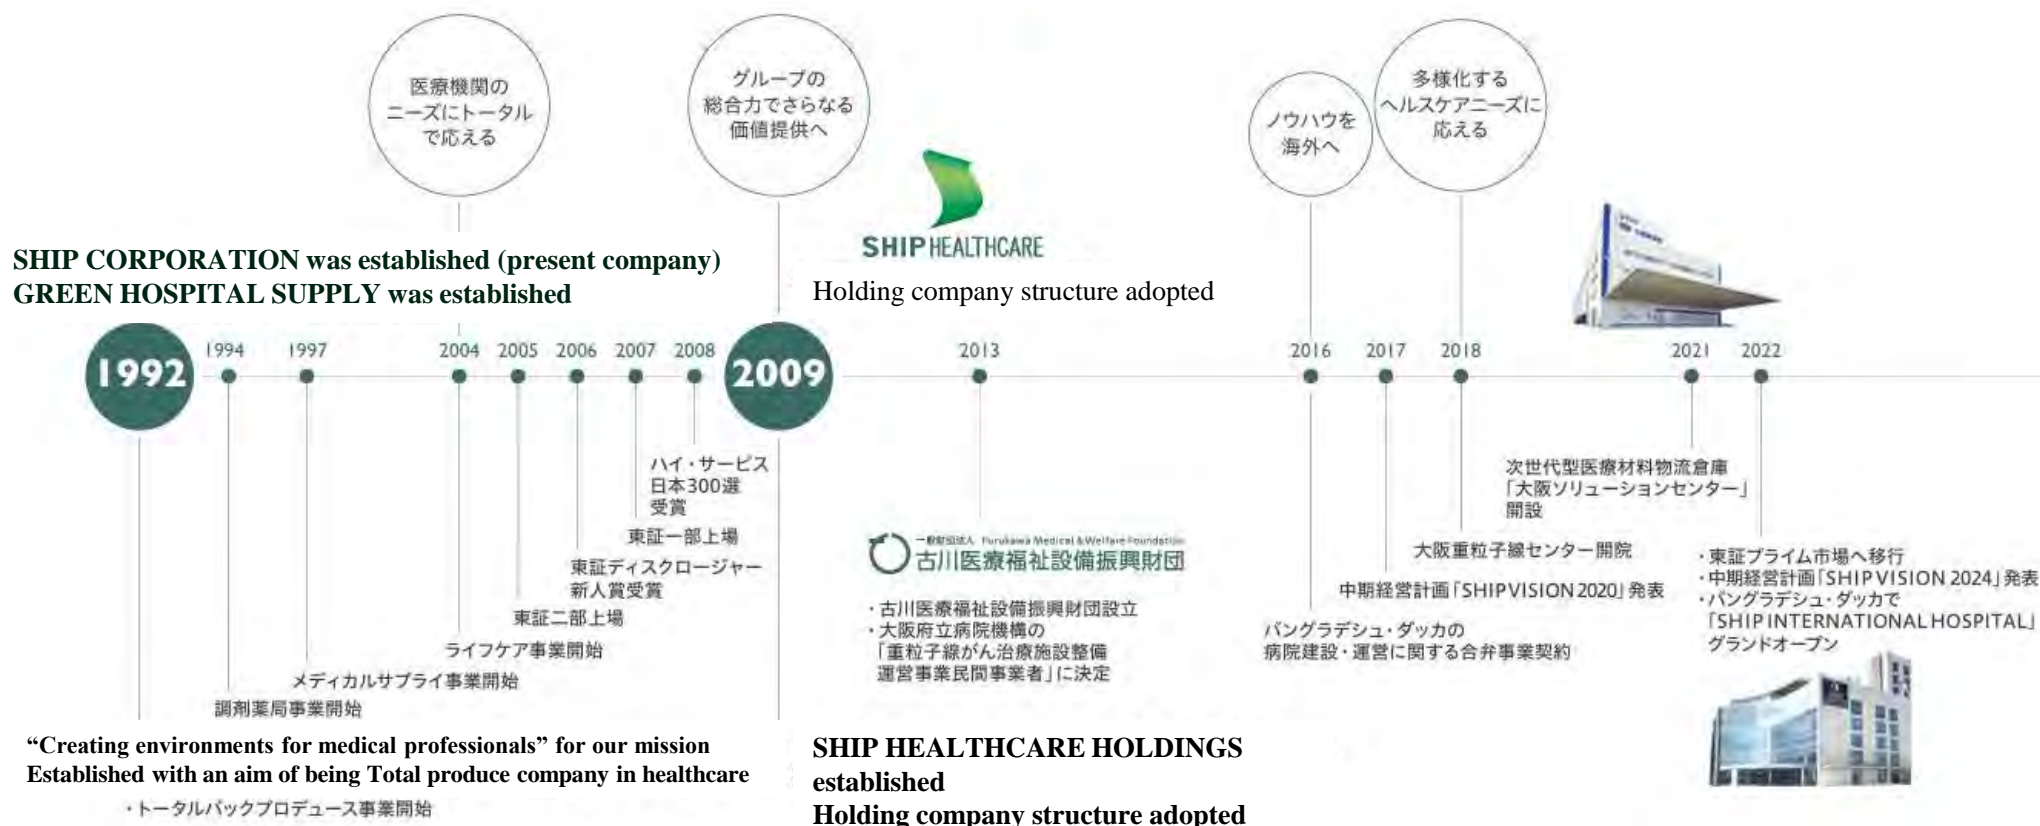 医療機関の
ニーズにトータル
で応える
グループの
総合力でさらなる
価値提供へ
ノウハウを
海外へ
多様化する
ヘルスケアニーズに
応える
SHIP HEALTHCARE
SHIP CORPORATION was established (present company)
GREEN HOSPITAL SUPPLY was established
Holding company structure adopted
1992
1994
1997
2004
2005
2006
2007
2008
2009
2013
2016
2017
2018
2021
2022
ハイ・サービス
日本300選
受賞
東証一部上場
東証ディスクロージャー
新人賞受賞
東証二部上場
ライフケア事業開始
メディカルサプライ事業開始
調剤薬局事業開始
“Creating environments for medical professionals” for our mission
Established with an aim of being Total produce company in healthcare
・トータルパックプロデュース事業開始
SHIP HEALTHCARE HOLDINGS
established
Holding company structure adopted
一般財団法人 Furukawa Medical & Welfare Foundation
古川医療福祉設備振興財団
・古川医療福祉設備振興財団設立
・大阪府立病院機構の
「重粒子線がん治療施設整備
運営事業民間事業者」に決定
バングラデシュ・ダッカの
病院建設・運営に関する合弁事業契約
中期経営計画「SHIP VISION 2020」発表
大阪重粒子線センター開院
次世代型医療材料物流倉庫
「大阪ソリューションセンター」
開設
・東証プライム市場へ移行
・中期経営計画「SHIP VISION 2024」発表
・バングラデシュ・ダッカで
「SHIP INTERNATIONAL HOSPITAL」
グランドオープン